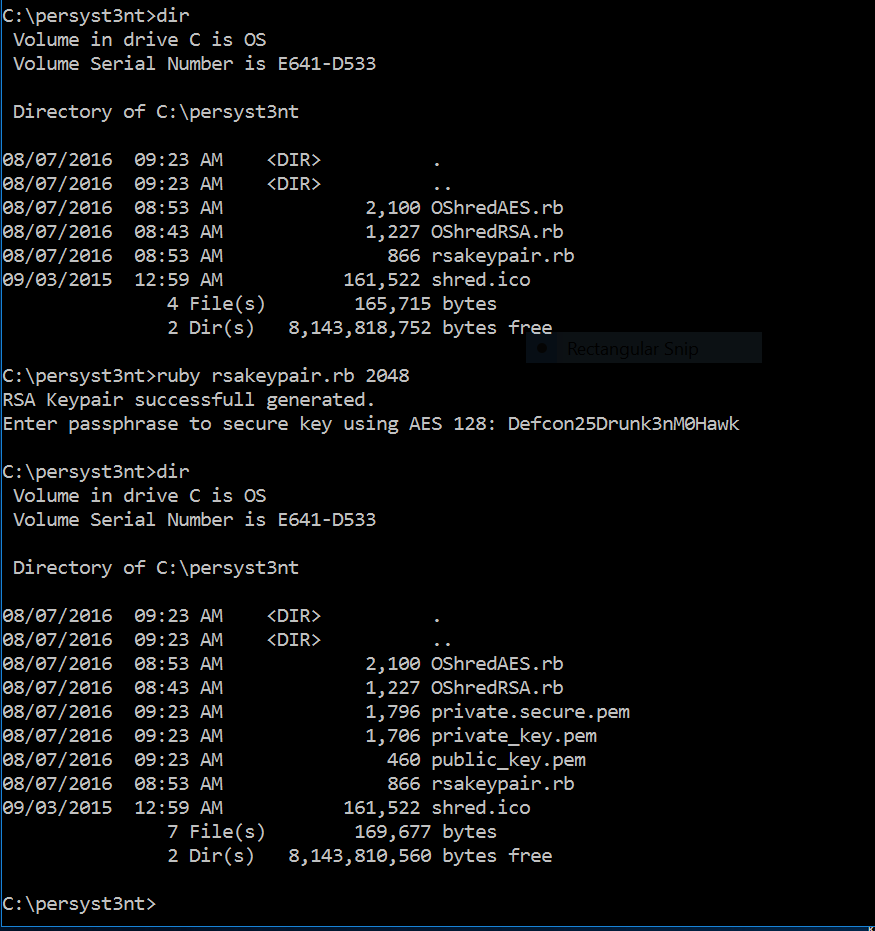 C:\persyst3nt>dir
 Volume in drive C is OS
 Volume Serial Number is E641-D533

 Directory of C:\persyst3nt

08/07/2016  09:23 AM    <DIR>          .
08/07/2016  09:23 AM    <DIR>          ..
08/07/2016  08:53 AM             2,100 OShredAES.rb
08/07/2016  08:43 AM             1,227 OShredRSA.rb
08/07/2016  08:53 AM               866 rsakeypair.rb
09/03/2015  12:59 AM           161,522 shred.ico
               4 File(s)        165,715 bytes
               2 Dir(s)   8,143,818,752 bytes free
Rectangular Snip

C:\persyst3nt>ruby rsakeypair.rb 2048
RSA Keypair successfull generated.
Enter passphrase to secure key using AES 128: Defcon25Drunk3nM0Hawk

C:\persyst3nt>dir
 Volume in drive C is OS
 Volume Serial Number is E641-D533

 Directory of C:\persyst3nt

08/07/2016  09:23 AM    <DIR>          .
08/07/2016  09:23 AM    <DIR>          ..
08/07/2016  08:53 AM             2,100 OShredAES.rb
08/07/2016  08:43 AM             1,227 OShredRSA.rb
08/07/2016  09:23 AM             1,796 private.secure.pem
08/07/2016  09:23 AM             1,706 private_key.pem
08/07/2016  09:23 AM               460 public_key.pem
08/07/2016  08:53 AM               866 rsakeypair.rb
09/03/2015  12:59 AM           161,522 shred.ico
               7 File(s)        169,677 bytes
               2 Dir(s)   8,143,810,560 bytes free

C:\persyst3nt>